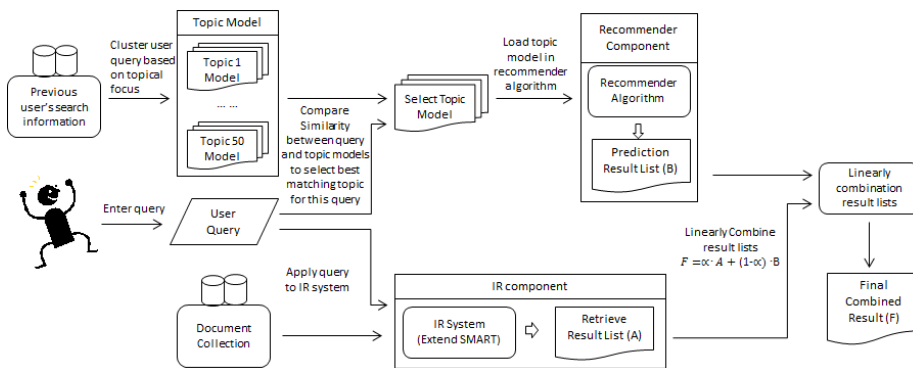 Topic Model
Cluster user
query based
on topical
focus
Previous
user's search
information
Topic 1
Model
... ...
Topic 50
Model
Compare
Similarity
between query
and topic models
to select best
matching topic
for this query
Select Topic
Model
Load topic
model in
recommender
algorithm
Recommender
Component
Recommender
Algorithm
Prediction
Result List (B)
Enter query
User
Query
Linearly
combination
result lists
Linearly Combine
result lists
F =∝· A + (1-∝) ·B
Apply query
to IR system
Document
Collection
IR component
IR System
(Extend SMART)
Retrieve
Result List (A)
Final
Combined
Result (F)